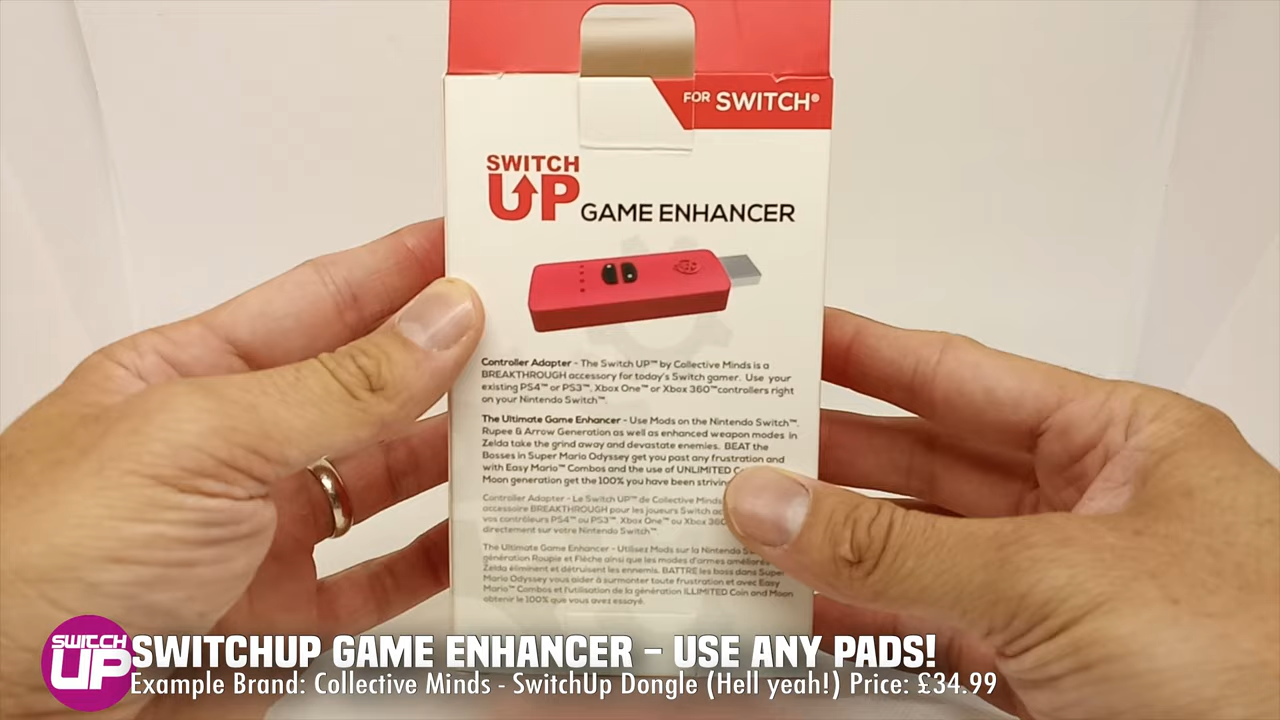 FOR SWITCH®
SWITCH
UP GAME ENHANCER
Controller Adapter - The Switch UP™ by Collective Minds is a
BREAKTHROUGH accessory for today's Switch gamer. Use your
existing PS4™ or PS3™, Xbox One™ or Xbox 360™controllers right
on your Nintendo Switch™.
The Ultimate Game Enhancer - Use Mods on the Nintendo Switch™.
Rupee & Arrow Generation as well as enhanced weapon modes in
Zelda take the grind away and devastate enemies. BEAT the
Bosses in Super Mario Odyssey get you past any frustration and
with Easy Mario™ Combos and the use of UNLIMITED
Moon generation get the 100% you have been
Controller Adapter - Le Switch UP™ de Collective Minds
accessoire BREAKTHROUGH pour les joueurs Switch
vos contrôleurs PS4™ ou PS3™, Xbox One™ ou Xbox 360
directement sur votre Nintendo Switch™.
The Ultimate Game Enhancer - Utilisez Mods sur la Nintendo
génération Roupie et Flèche ainsi que les modes d'armes
Zelda éliminent et détruisent les ennemis. BATTRE les boss dans Super
Mario Odyssey vous aider à surmonter toute frustration et avec Easy
Mario™ Combos et l'utilisation de la génération ILLIMITED Coin and Moon
obtenir le 100% que vous avez essayé.
SWITCH
UP
SWITCHUP GAME ENHANCER – USE ANY PADS!
Example Brand: Collective Minds - SwitchUp Dongle (Hell yeah!) Price: £34.99